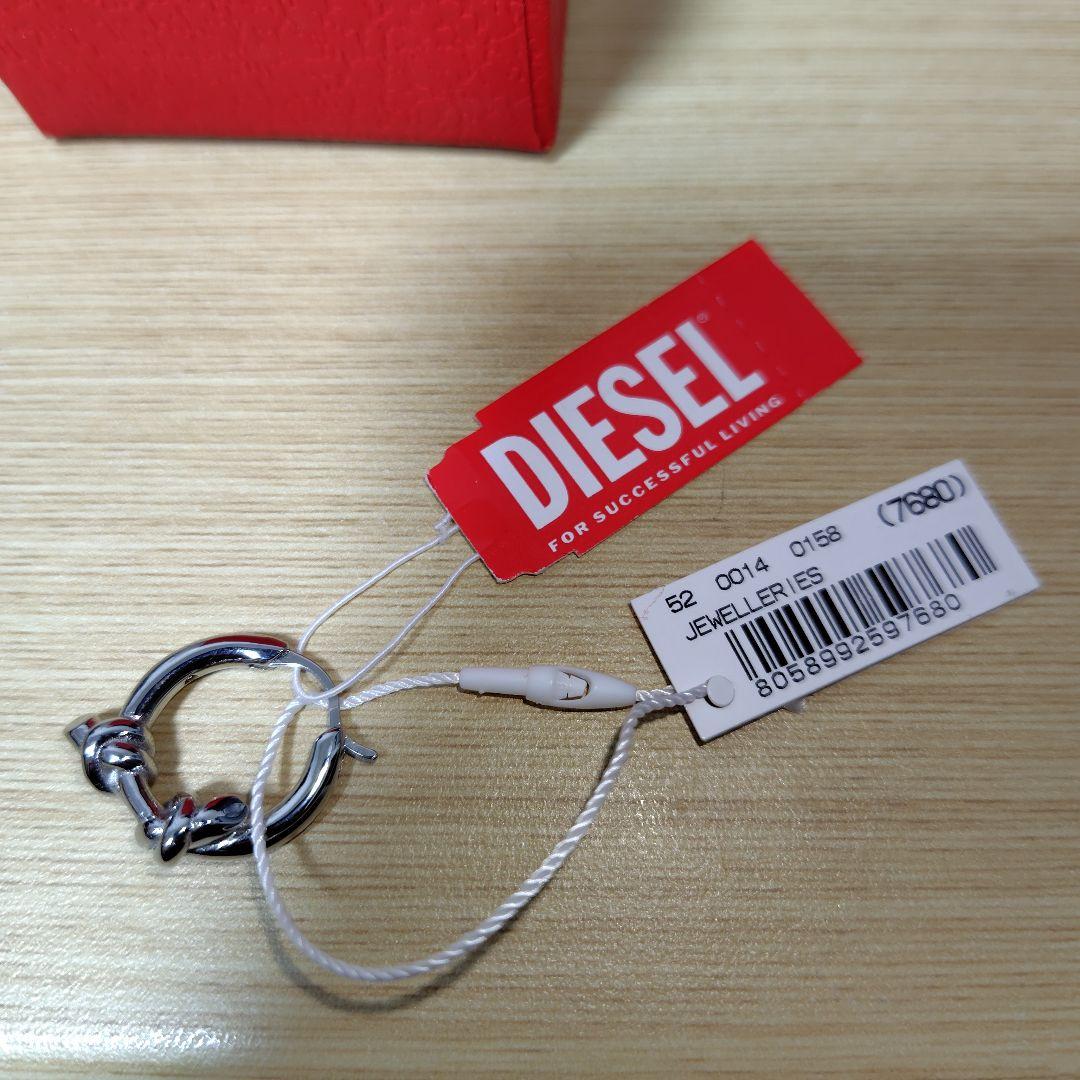 DIESEL®
FOR SUCCESSFUL LIVING
52 0014 0158 (7680)
JEWELLERIES
8058992597680